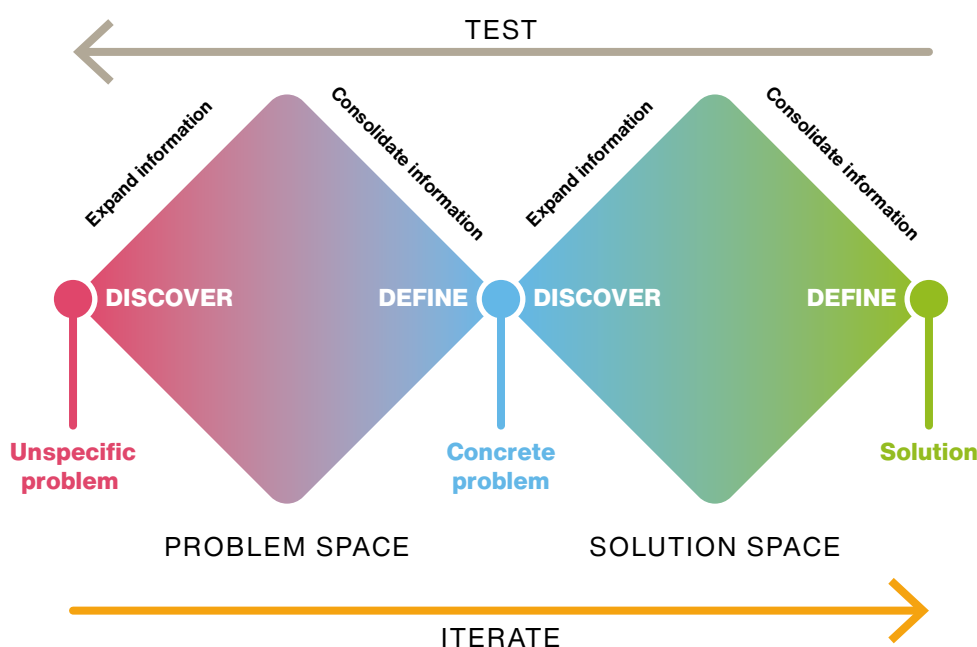 TEST
Expand information
Consolidate information
Expand information
Consolidate information
DISCOVER
DEFINE
DISCOVER
DEFINE
Unspecific
problem
Concrete
problem
Solution
PROBLEM SPACE
SOLUTION SPACE
ITERATE